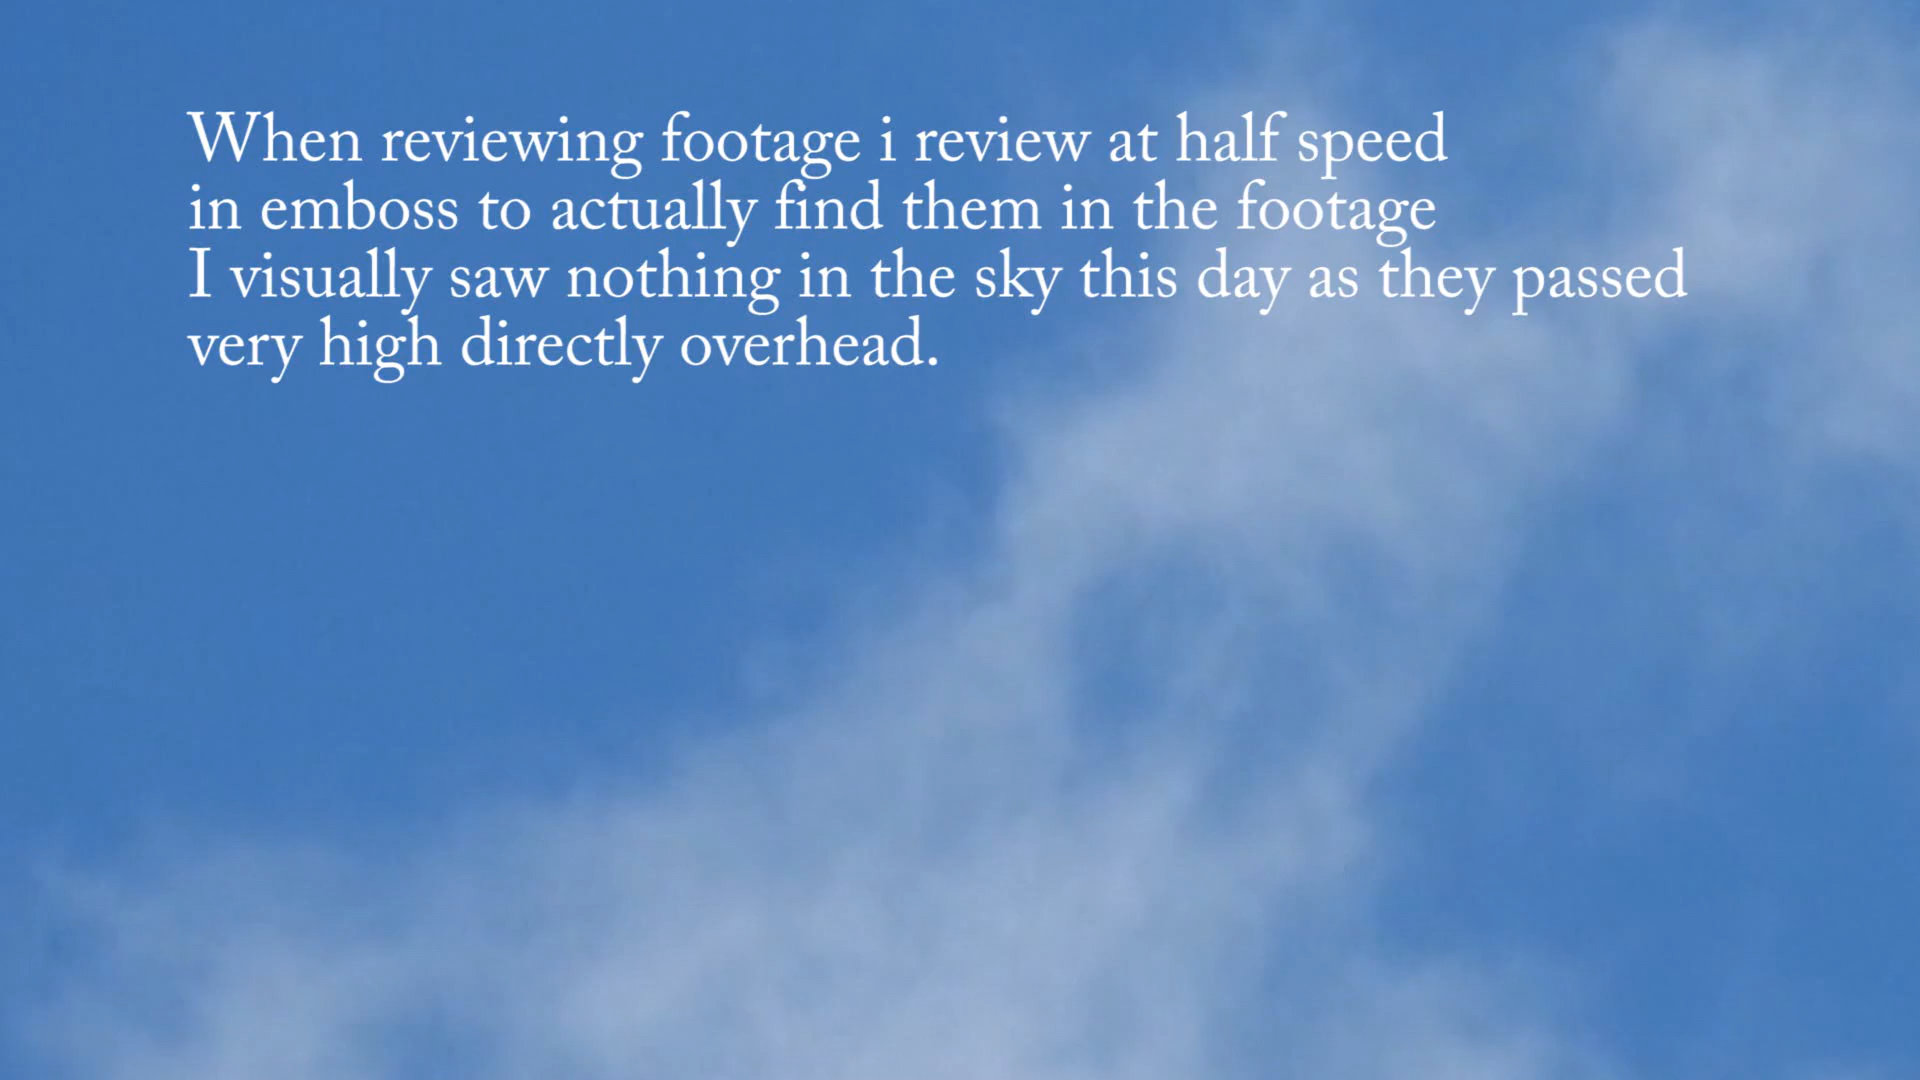 When reviewing footage i review at half speed
in emboss to actually find them in the footage
I visually saw nothing in the sky this day as they passed
very high directly overhead.